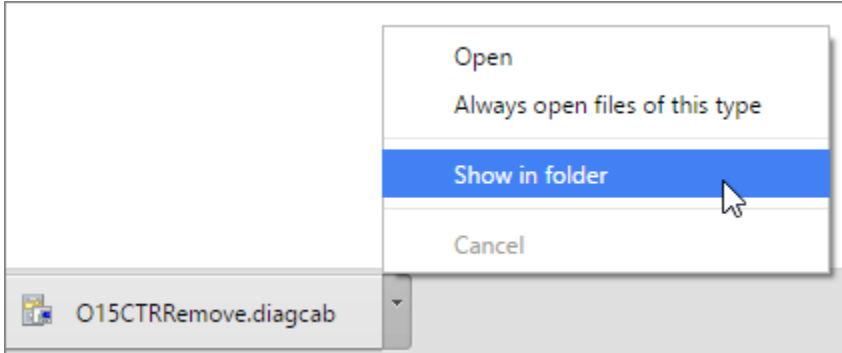 Open
Always open files of this type
Show in folder
Cancel
O15CTRRemove.diagcab